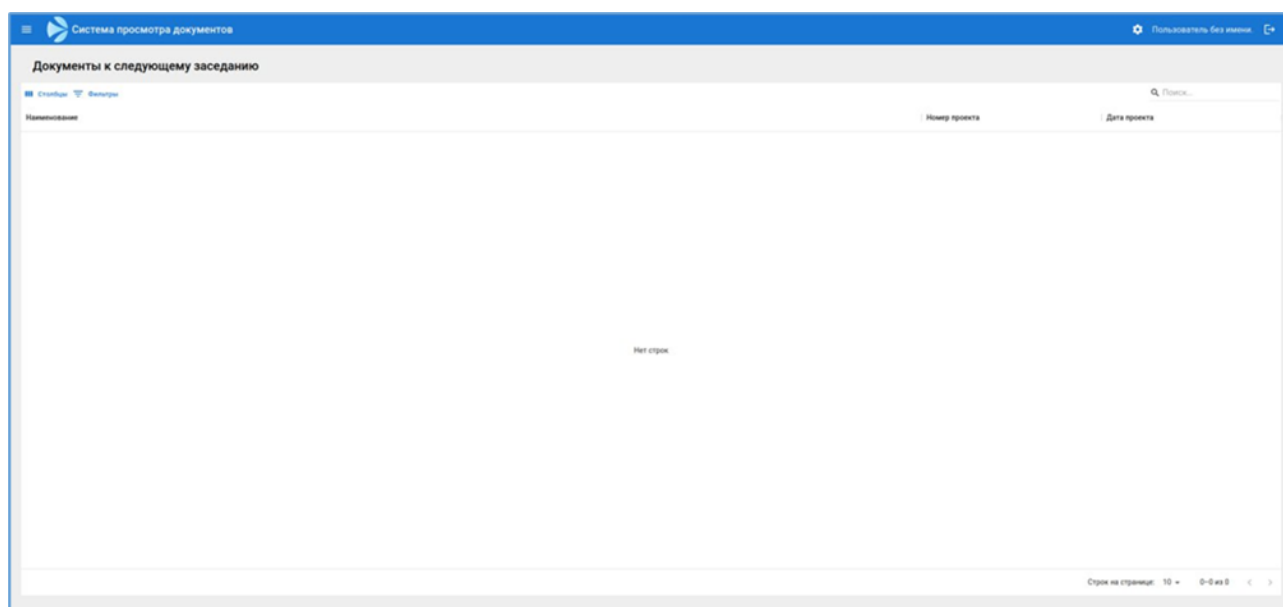 Система просмотра документов Пользователь без имени
Документы к следующему заседанию
Столбцы Фильтры Поиск...
Наименование Номер проекта Дата проекта
Нет строк
Строк на странице: 10 0–0 из 0